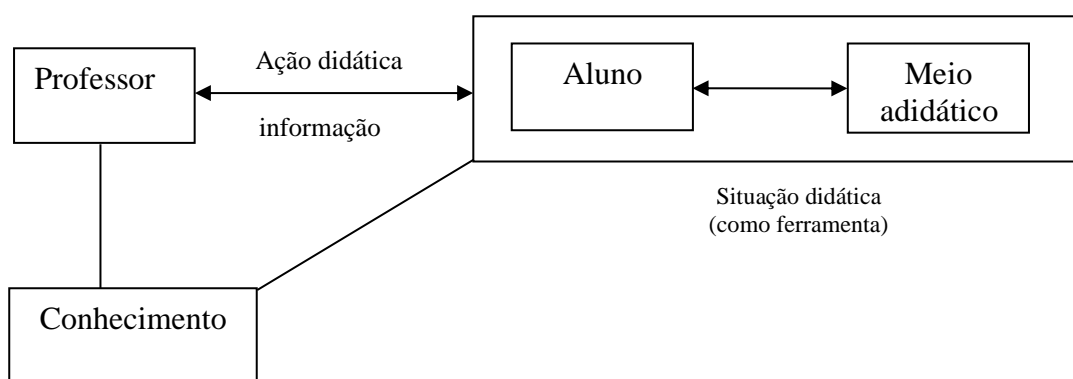 Professor
Ação didática
informação
Aluno
Meio
adidático
Situação didática
(como ferramenta)
Conhecimento